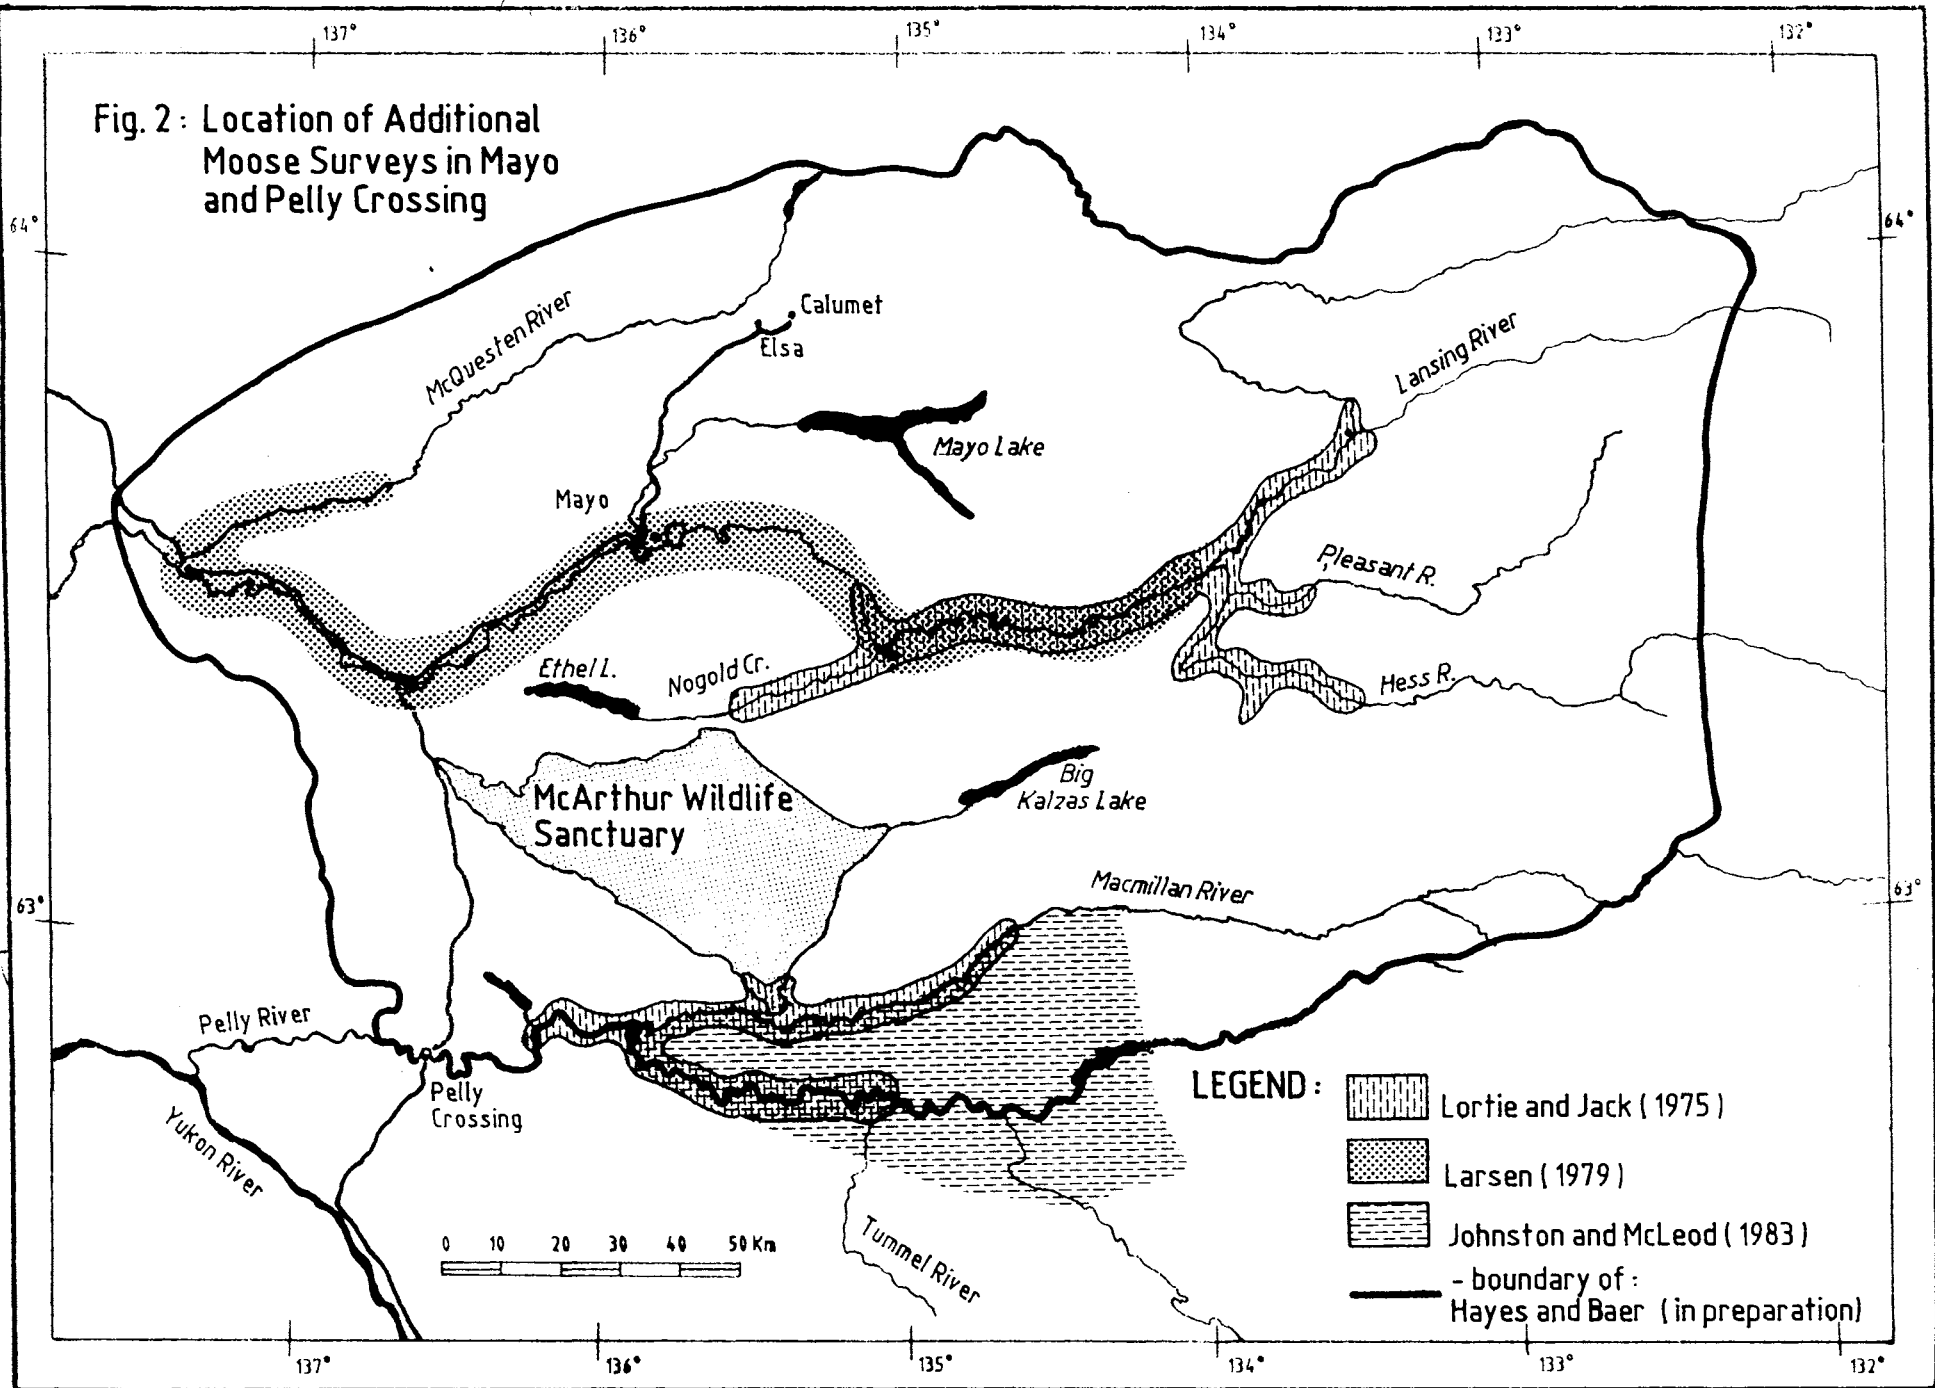 137° 136° 135° 134° 133° 132°
Fig. 2: Location of Additional
Moose Surveys in Mayo
and Pelly Crossing
64°
64°
McQuesten River
Calumet
Elsa
Lansing River
Mayo Lake
Mayo
Pleasant R.
Ethel L.
Nogold Cr.
Hess R.
Big
Kalzas Lake
McArthur Wildlife
Sanctuary
Macmillan River
63°
63°
Pelly River
Pelly
Crossing
Yukon River
Tummel River
LEGEND:
Lortie and Jack (1975)
Larsen (1979)
Johnston and McLeod (1983)
- boundary of:
Hayes and Baer (in preparation)
0 10 20 30 40 50 Km
137° 136° 135° 134° 133° 132°